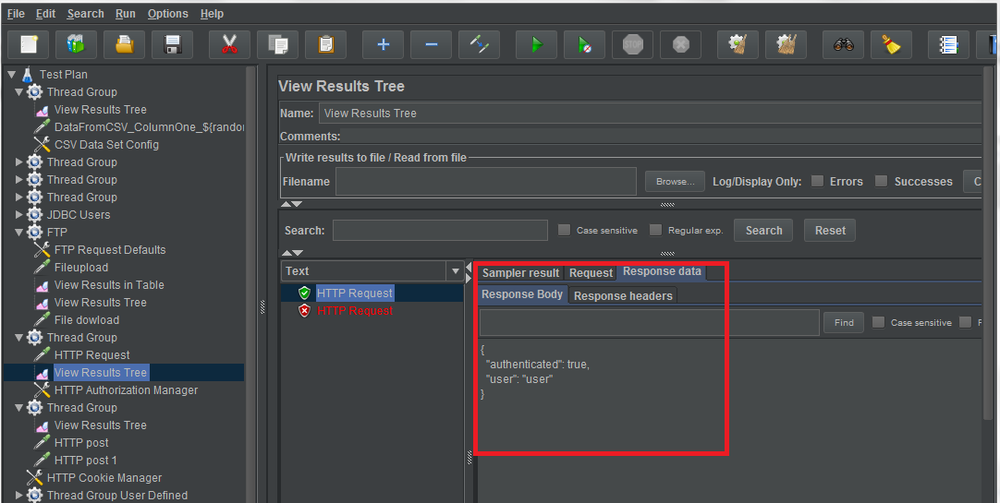 File Edit Search Run Options Help
STOP
Test Plan
Thread Group
View Results Tree
DataFromCSV_ColumnOne_${randor
CSV Data Set Config
Thread Group
Thread Group
Thread Group
JDBC Users
FTP
FTP Request Defaults
Fileupload
View Results in Table
View Results Tree
File dowload
Thread Group
HTTP Request
View Results Tree
HTTP Authorization Manager
Thread Group
View Results Tree
HTTP post
HTTP post 1
HTTP Cookie Manager
Thread Group User Defined
View Results Tree
Name: View Results Tree
Comments:
Write results to file / Read from file
Filename Browse... Log/Display Only: Errors Successes C
Search: Case sensitive Regular exp. Search Reset
Text
HTTP Request
HTTP Request
Sampler result Request Response data
Response Body Response headers
Find Case sensitive
{
"authenticated": true,
"user": "user"
}